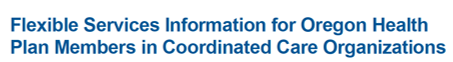 Flexible Services Information for Oregon Health
Plan Members in Coordinated Care Organizations